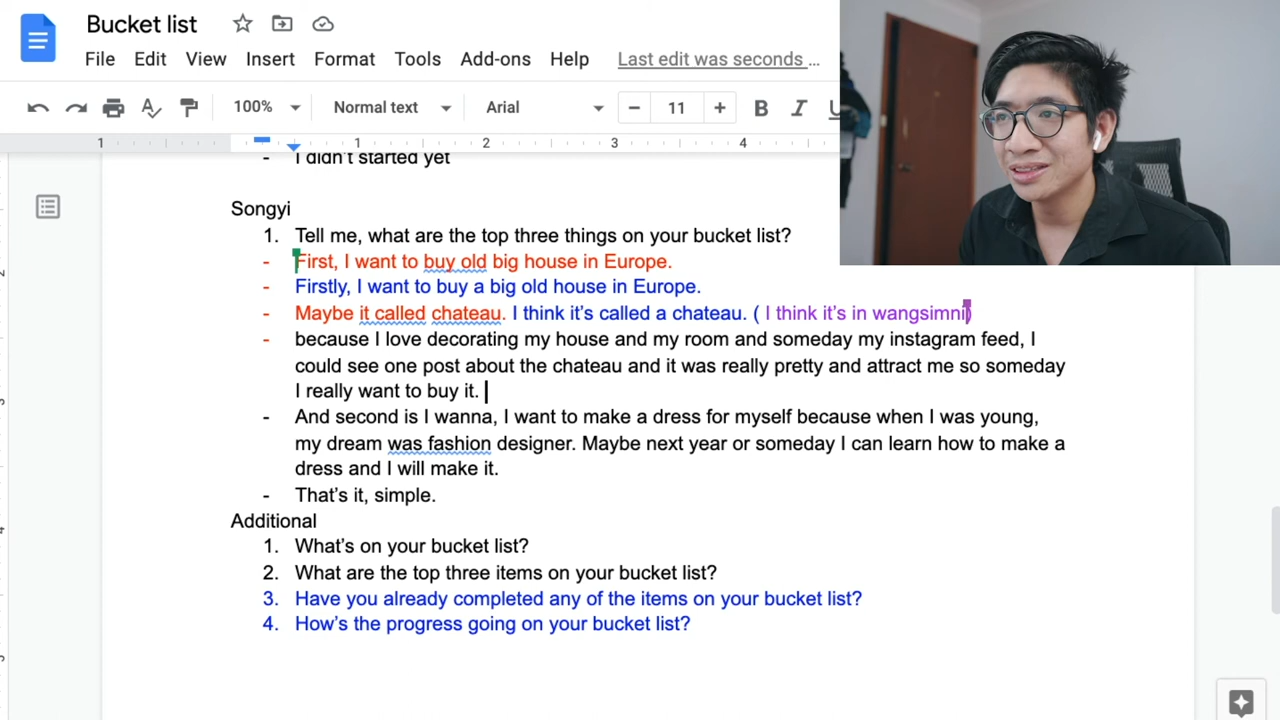 Bucket list
File Edit View Insert Format Tools Add-ons Help Last edit was seconds …
100% Normal text Arial − 11 + B I U
1 1 2 3 4
I didn't started yet
Songyi
1. Tell me, what are the top three things on your bucket list?
- First, I want to buy old big house in Europe.
- Firstly, I want to buy a big old house in Europe.
- Maybe it called chateau. I think it's called a chateau. ( I think it's in wangsimni)
- because I love decorating my house and my room and someday my instagram feed, I
could see one post about the chateau and it was really pretty and attract me so someday
I really want to buy it.
- And second is I wanna, I want to make a dress for myself because when I was young,
my dream was fashion designer. Maybe next year or someday I can learn how to make a
dress and I will make it.
- That's it, simple.
Additional
1. What's on your bucket list?
2. What are the top three items on your bucket list?
3. Have you already completed any of the items on your bucket list?
4. How's the progress going on your bucket list?